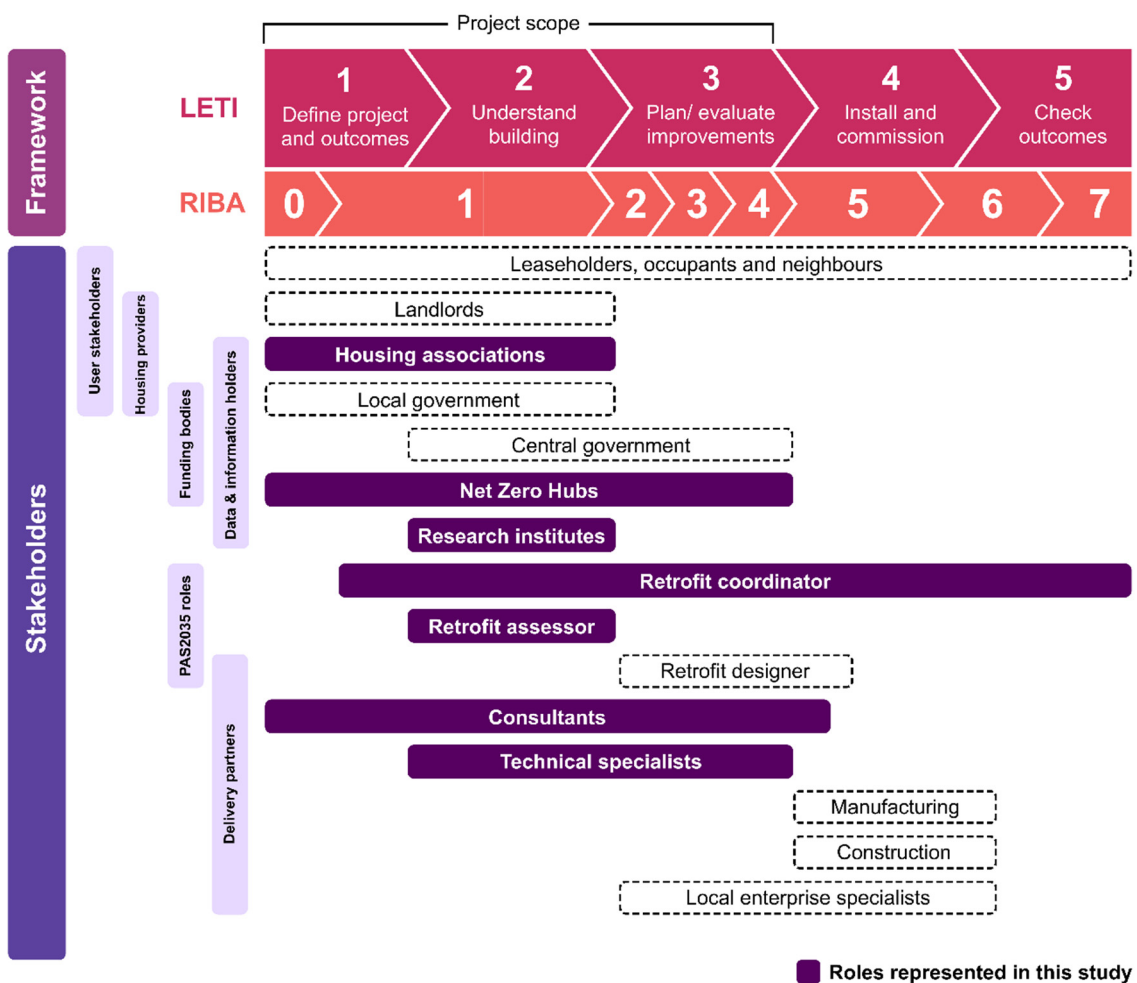 Project scope
Framework
LETI
1
Define project
and outcomes
2
Understand
building
3
Plan/ evaluate
improvements
4
Install and
commission
5
Check
outcomes
RIBA
0
1
2
3
4
5
6
7
Stakeholders
User stakeholders
Housing providers
Funding bodies
Data & information holders
PAS2035 roles
Delivery partners
Leaseholders, occupants and neighbours
Landlords
Housing associations
Local government
Central government
Net Zero Hubs
Research institutes
Retrofit coordinator
Retrofit assessor
Retrofit designer
Consultants
Technical specialists
Manufacturing
Construction
Local enterprise specialists
Roles represented in this study